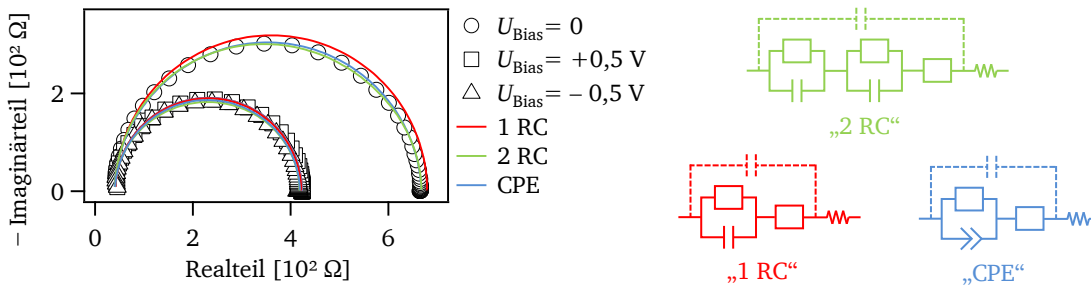 – Imaginärteil [10² Ω]
2
0
0 2 4 6
Realteil [10² Ω]
U_Bias = 0
U_Bias = +0,5 V
U_Bias = – 0,5 V
1 RC
2 RC
CPE
„2 RC“
„1 RC“
„CPE“